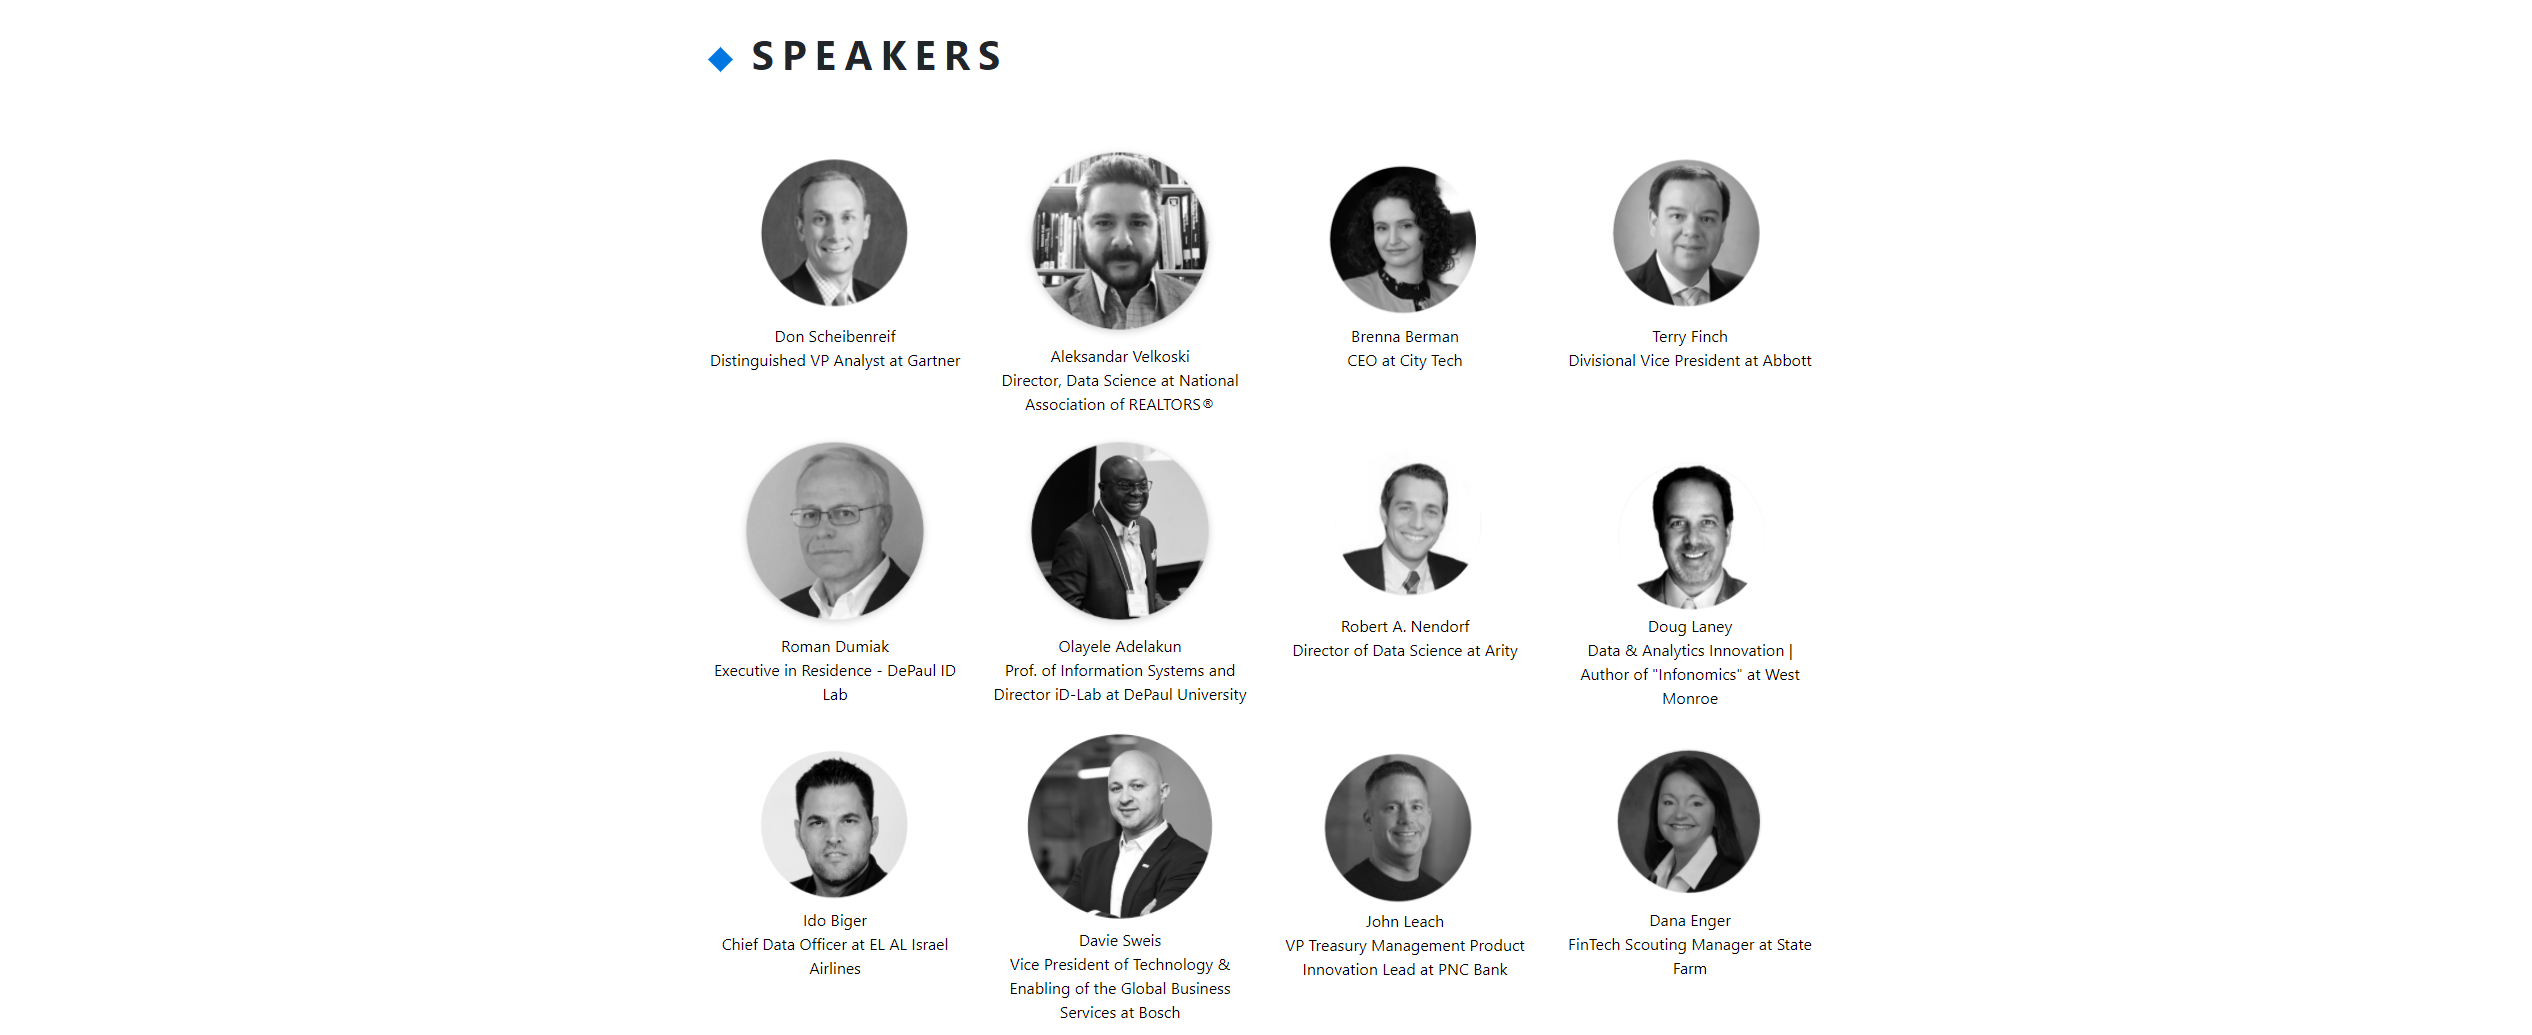 SPEAKERS
Don Scheibenreif
Distinguished VP Analyst at Gartner
Aleksandar Velkoski
Director, Data Science at National
Association of REALTORS®
Brenna Berman
CEO at City Tech
Terry Finch
Divisional Vice President at Abbott
Roman Dumiak
Executive in Residence - DePaul ID
Lab
Olayele Adelakun
Prof. of Information Systems and
Director iD-Lab at DePaul University
Robert A. Nendorf
Director of Data Science at Arity
Doug Laney
Data & Analytics Innovation |
Author of "Infonomics" at West
Monroe
Ido Biger
Chief Data Officer at EL AL Israel
Airlines
Davie Sweis
Vice President of Technology &
Enabling of the Global Business
Services at Bosch
John Leach
VP Treasury Management Product
Innovation Lead at PNC Bank
Dana Enger
FinTech Scouting Manager at State
Farm